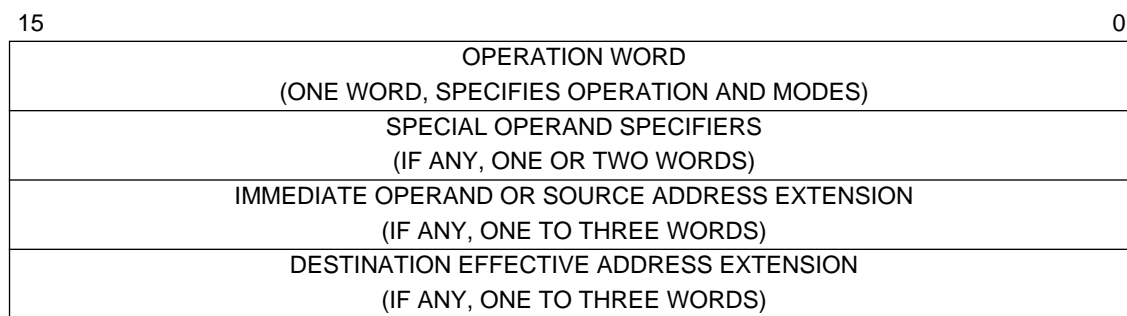 15 0
OPERATION WORD
(ONE WORD, SPECIFIES OPERATION AND MODES)
SPECIAL OPERAND SPECIFIERS
(IF ANY, ONE OR TWO WORDS)
IMMEDIATE OPERAND OR SOURCE ADDRESS EXTENSION
(IF ANY, ONE TO THREE WORDS)
DESTINATION EFFECTIVE ADDRESS EXTENSION
(IF ANY, ONE TO THREE WORDS)